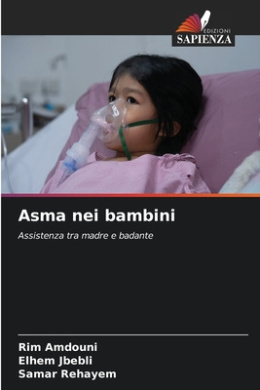 EDIZIONI
SAPIENZA
Asma nei bambini
Assistenza tra madre e badante
Rim Amdouni
Elhem Jbebli
Samar Rehayem